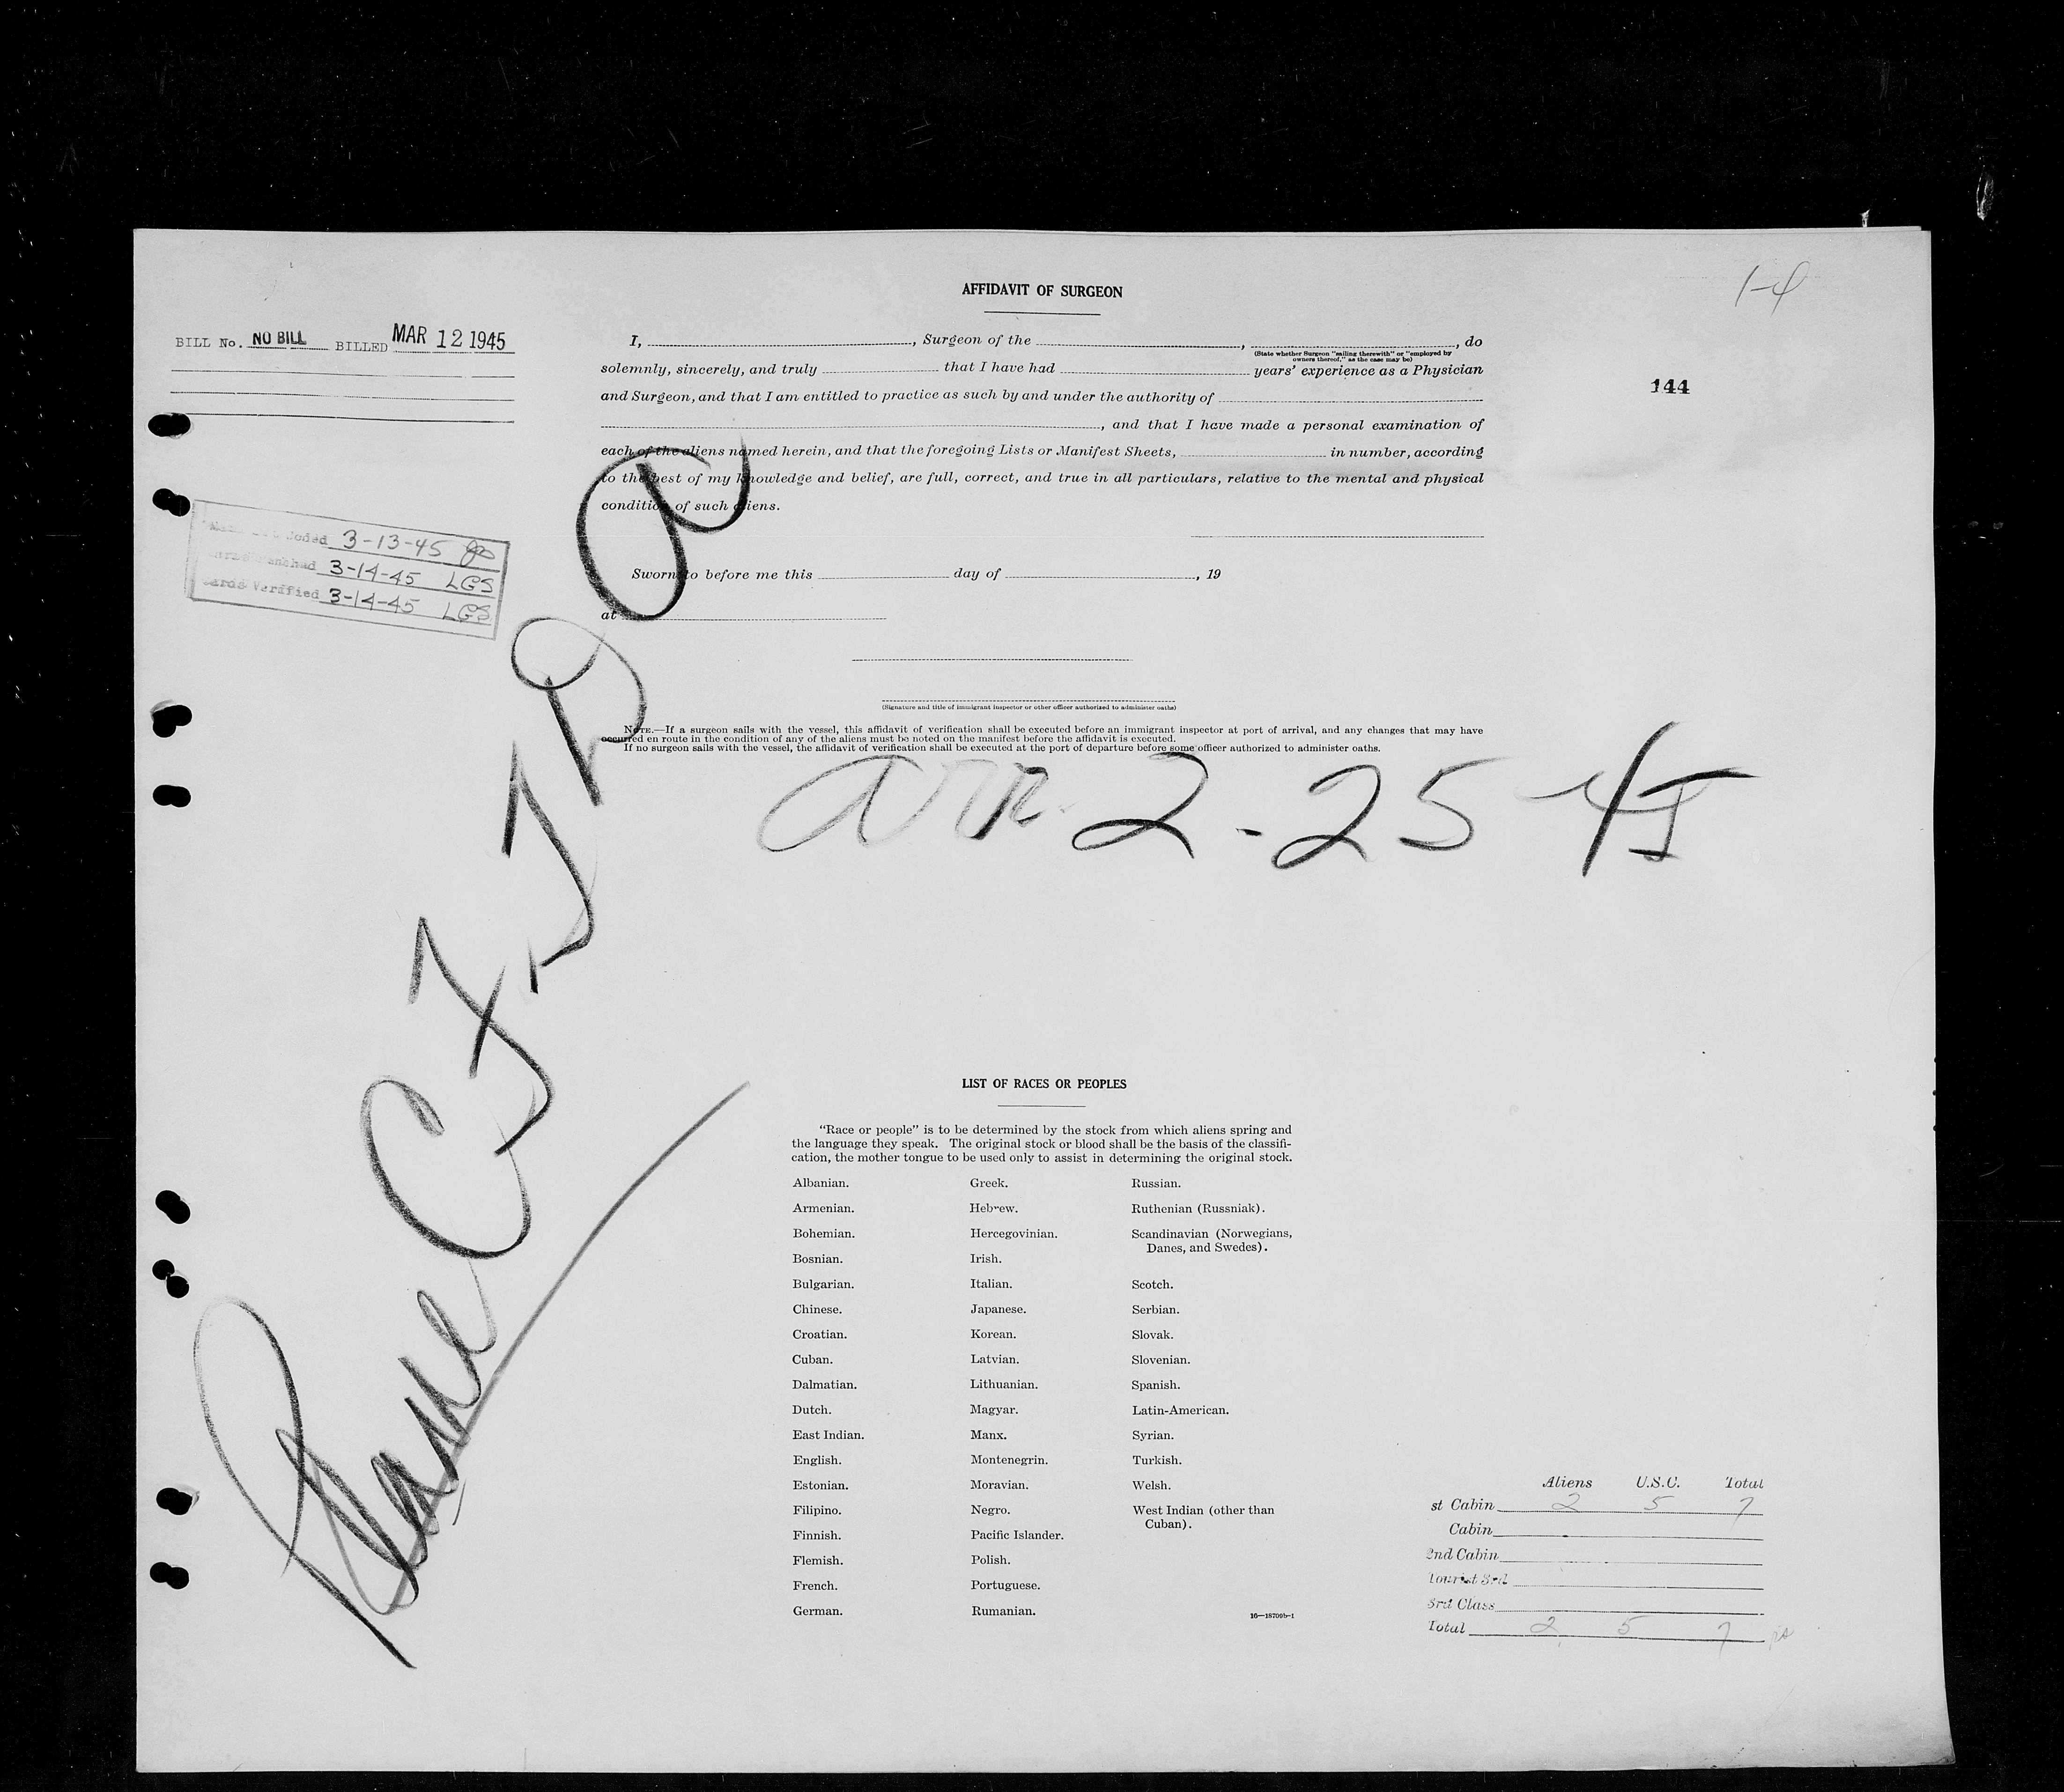 AFFIDAVIT OF SURGEON
1-4
BILL No. NO BILL BILLED MAR 12 1945
I, , Surgeon of the , , do
(State whether Surgeon "sailing therewith" or "employed by
owners thereof," as the case may be)
solemnly, sincerely, and truly that I have had years' experience as a Physician
144
and Surgeon, and that I am entitled to practice as such by and under the authority of
, and that I have made a personal examination of
each of the aliens named herein, and that the foregoing Lists or Manifest Sheets, in number, according
to the best of my knowledge and belief, are full, correct, and true in all particulars, relative to the mental and physical
condition of such aliens.
Coded 3-13-45
3-14-45 LGS
Verified 3-14-45 LGS
Sworn to before me this day of , 19
at
(Signature and title of immigrant inspector or other officer authorized to administer oaths)
NOTE.—If a surgeon sails with the vessel, this affidavit of verification shall be executed before an immigrant inspector at port of arrival, and any changes that may have
occurred en route in the condition of any of the aliens must be noted on the manifest before the affidavit is executed.
If no surgeon sails with the vessel, the affidavit of verification shall be executed at the port of departure before some officer authorized to administer oaths.
arr. 2-25-45
Plane
LIST OF RACES OR PEOPLES
"Race or people" is to be determined by the stock from which aliens spring and
the language they speak. The original stock or blood shall be the basis of the classifi-
cation, the mother tongue to be used only to assist in determining the original stock.
Albanian. Greek. Russian.
Armenian. Hebrew. Ruthenian (Russniak).
Bohemian. Hercegovinian. Scandinavian (Norwegians,
Danes, and Swedes).
Bosnian. Irish.
Bulgarian. Italian. Scotch.
Chinese. Japanese. Serbian.
Croatian. Korean. Slovak.
Cuban. Latvian. Slovenian.
Dalmatian. Lithuanian. Spanish.
Dutch. Magyar. Latin-American.
East Indian. Manx. Syrian.
English. Montenegrin. Turkish.
Estonian. Moravian. Welsh.
Filipino. Negro. West Indian (other than
Cuban).
Finnish. Pacific Islander.
Flemish. Polish.
French. Portuguese.
German. Rumanian.
16—18709b-1
Aliens U.S.C. Total
st Cabin 2 5 7
Cabin
2nd Cabin
Tourist 3rd
3rd Class
Total 2 5 7